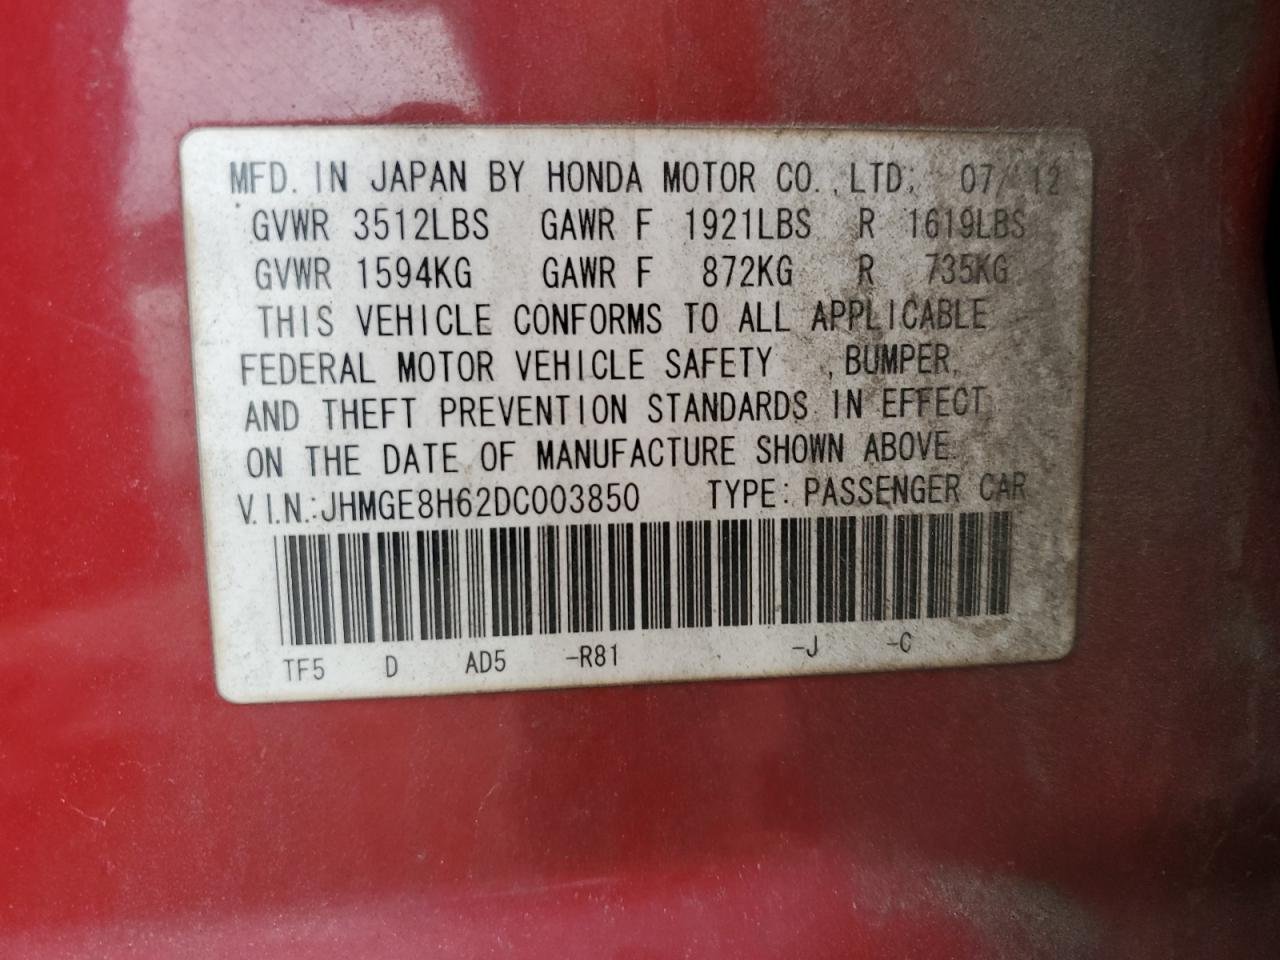 MFD. IN JAPAN BY HONDA MOTOR CO., LTD. 07/12
GVWR 3512LBS GAWR F 1921LBS R 1619LBS
GVWR 1594KG GAWR F 872KG R 735KG
THIS VEHICLE CONFORMS TO ALL APPLICABLE
FEDERAL MOTOR VEHICLE SAFETY , BUMPER,
AND THEFT PREVENTION STANDARDS IN EFFECT
ON THE DATE OF MANUFACTURE SHOWN ABOVE.
V.I.N.:JHMGE8H62DC003850 TYPE: PASSENGER CAR
TF5 D AD5 -R81 -J -C